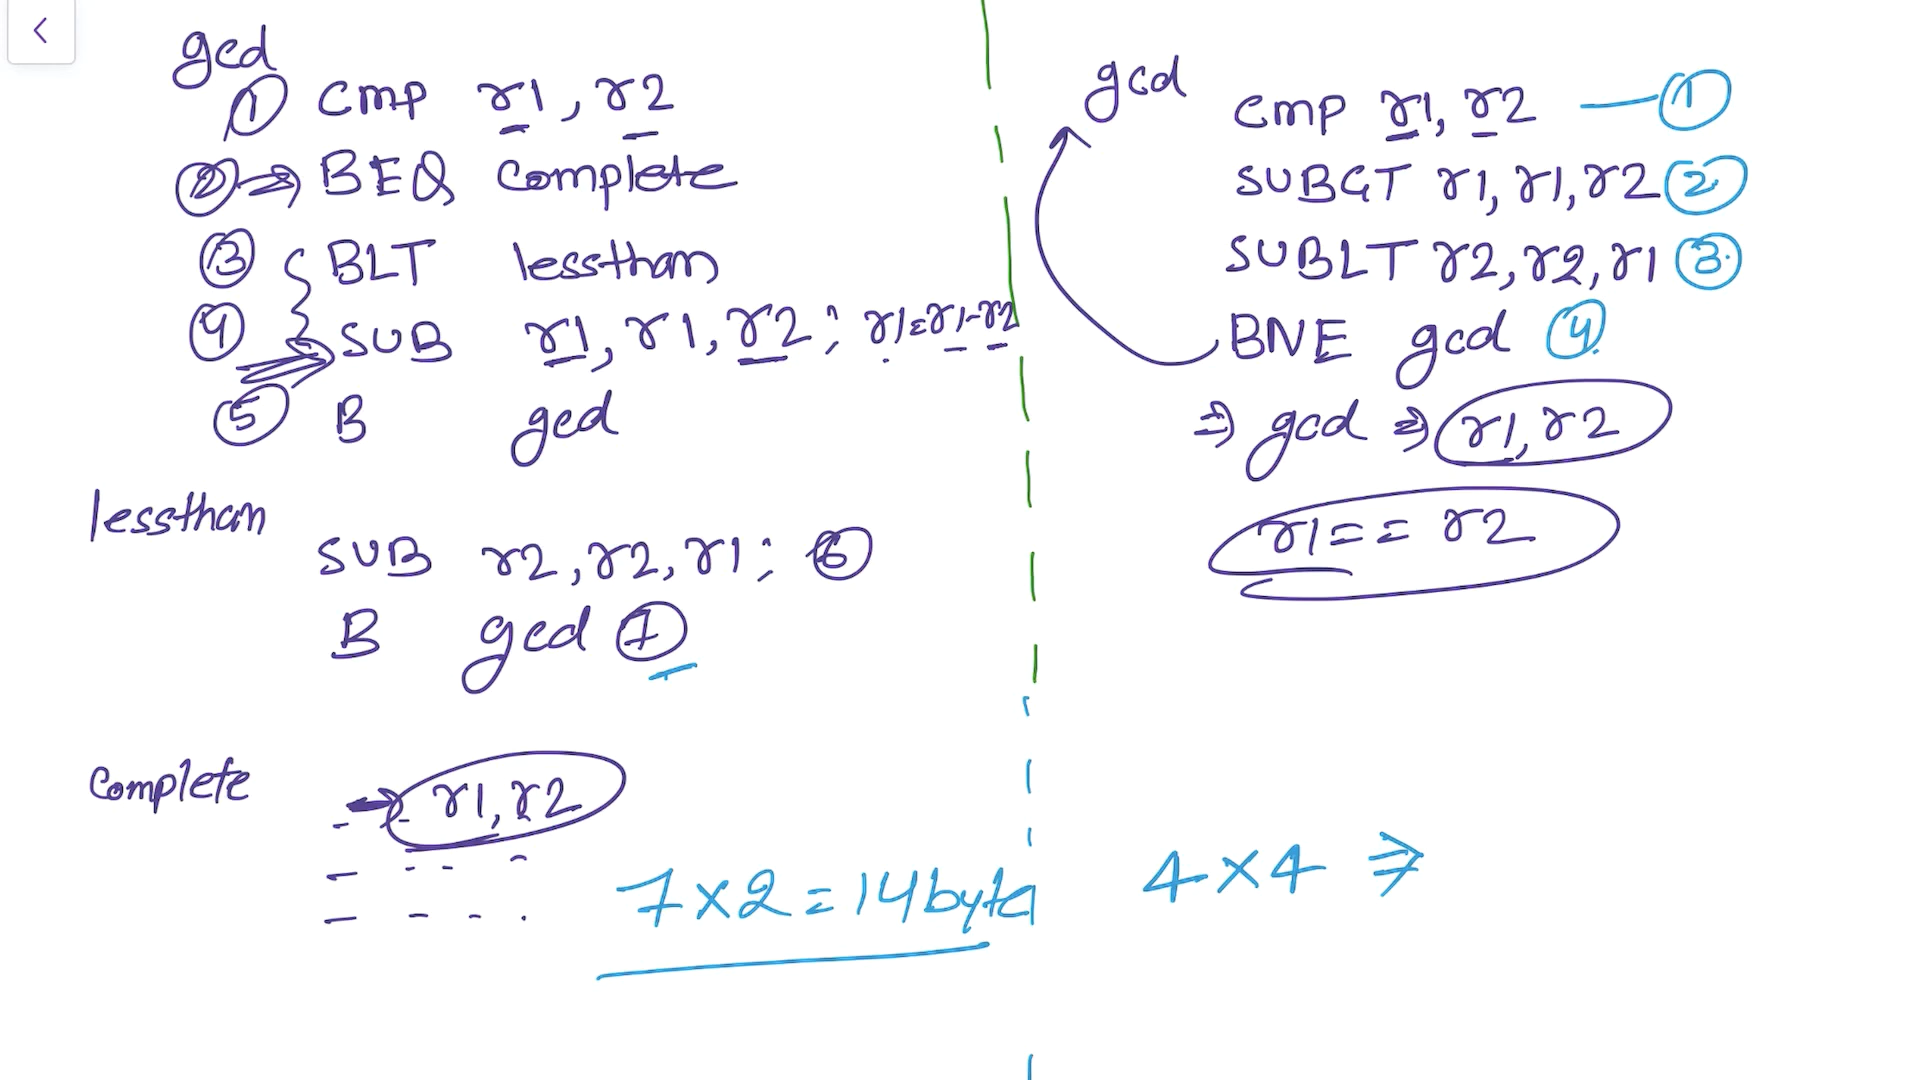 gcd
① cmp r1, r2
② → BEQ complete
③ BLT lessthan
④ SUB r1, r1, r2 ; r1=r1-r2
⑤ B gcd
lessthan
SUB r2, r2, r1 ; ⑥
B gcd ⑦
complete
→ r1, r2
7 x 2 = 14 byte
gcd
cmp r1, r2 — ①
SUBGT r1, r1, r2 ②
SUBLT r2, r2, r1 ③
BNE gcd ④
⇒ gcd ⇒ r1, r2
r1 == r2
4 x 4 ⇒